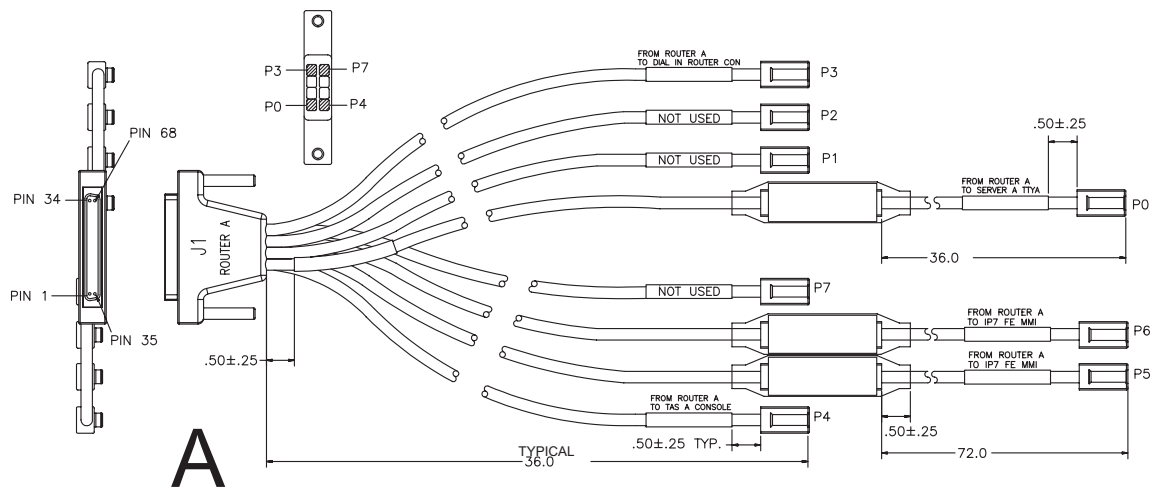 P3
P7
P0
P4
PIN 68
PIN 34
PIN 1
PIN 35
J1
ROUTER A
FROM ROUTER A
TO DIAL IN ROUTER CON
P3
NOT USED
P2
NOT USED
P1
.50±.25
FROM ROUTER A
TO SERVER A TTYA
P0
36.0
NOT USED
P7
FROM ROUTER A
TO IP7 FE MMI
P6
FROM ROUTER A
TO IP7 FE MMI
P5
.50±.25
FROM ROUTER A
TO TAS A CONSOLE
P4
.50±.25
.50±.25 TYP.
TYPICAL
36.0
72.0
A